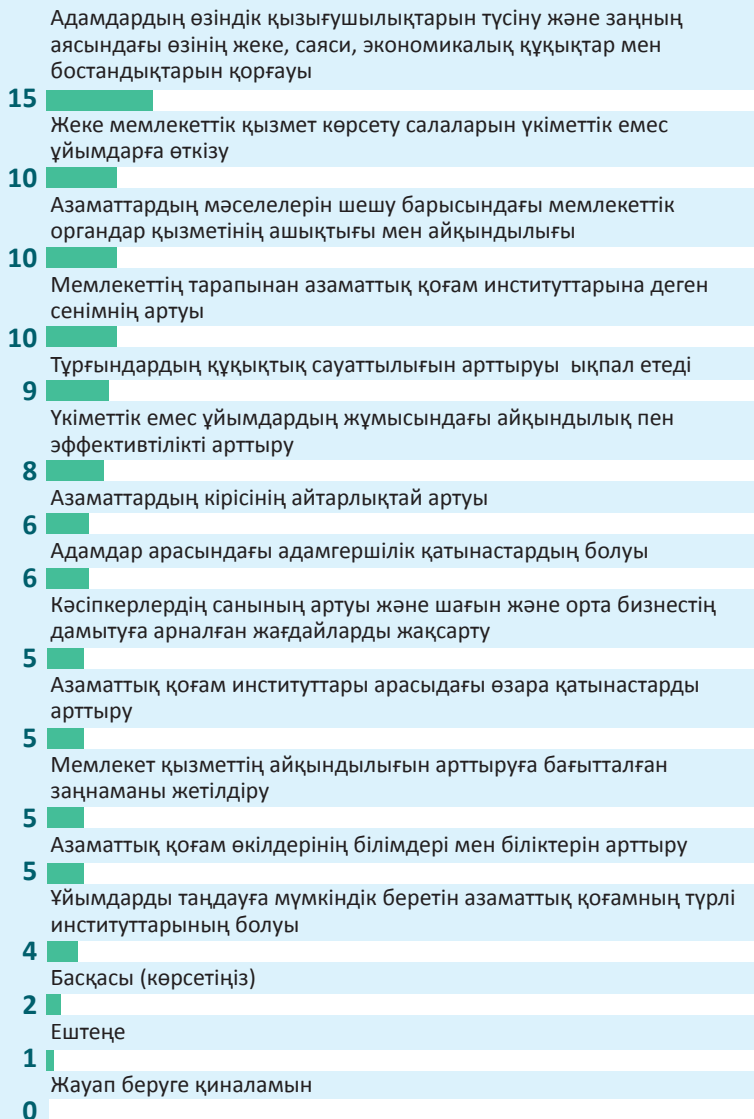 Адамдардың өзіндік қызығушылықтарын түсіну және заңның
аясындағы өзінің жеке, саяси, экономикалық құқықтар мен
бостандықтарын қорғауы
15
Жеке мемлекеттік қызмет көрсету салаларын үкіметтік емес
ұйымдарға өткізу
10
Азаматтардың мәселелерін шешу барысындағы мемлекеттік
органдар қызметінің ашықтығы мен айқындылығы
10
Мемлекеттің тарапынан азаматтық қоғам институттарына деген
сенімнің артуы
10
Тұрғындардың құқықтық сауаттылығын арттыруы ықпал етеді
9
Үкіметтік емес ұйымдардың жұмысындағы айқындылық пен
эффективтілікті арттыру
8
Азаматтардың кірісінің айтарлықтай артуы
6
Адамдар арасындағы адамгершілік қатынастардың болуы
6
Кәсіпкерлердің санының артуы және шағын және орта бизнестің
дамытуға арналған жағдайларды жақсарту
5
Азаматтық қоғам институттары арасыдағы өзара қатынастарды
арттыру
5
Мемлекет қызметтің айқындылығын арттыруға бағытталған
заңнаманы жетілдіру
5
Азаматтық қоғам өкілдерінің білімдері мен біліктерін арттыру
5
Ұйымдарды таңдауға мүмкіндік беретін азаматтық қоғамның түрлі
институттарының болуы
4
Басқасы (көрсетіңіз)
2
Ештеңе
1
Жауап беруге қиналамын
0